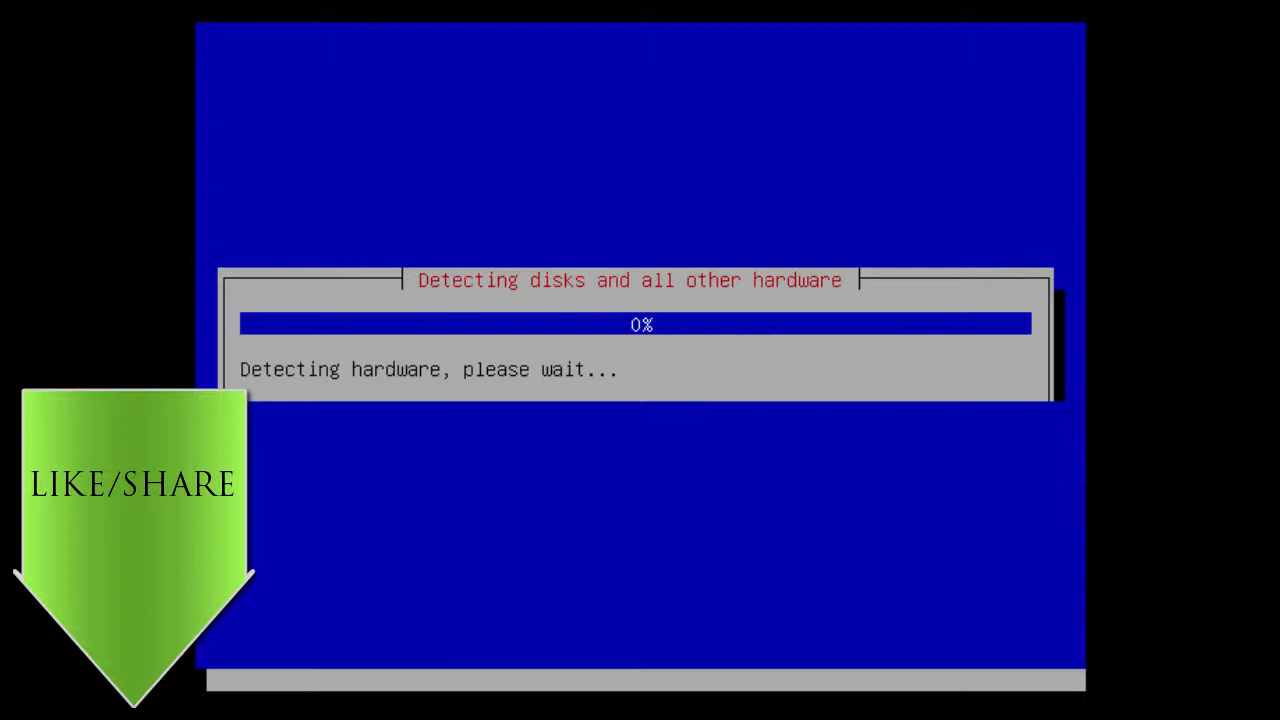 Detecting disks and all other hardware
0%
Detecting hardware, please wait...
LIKE/SHARE